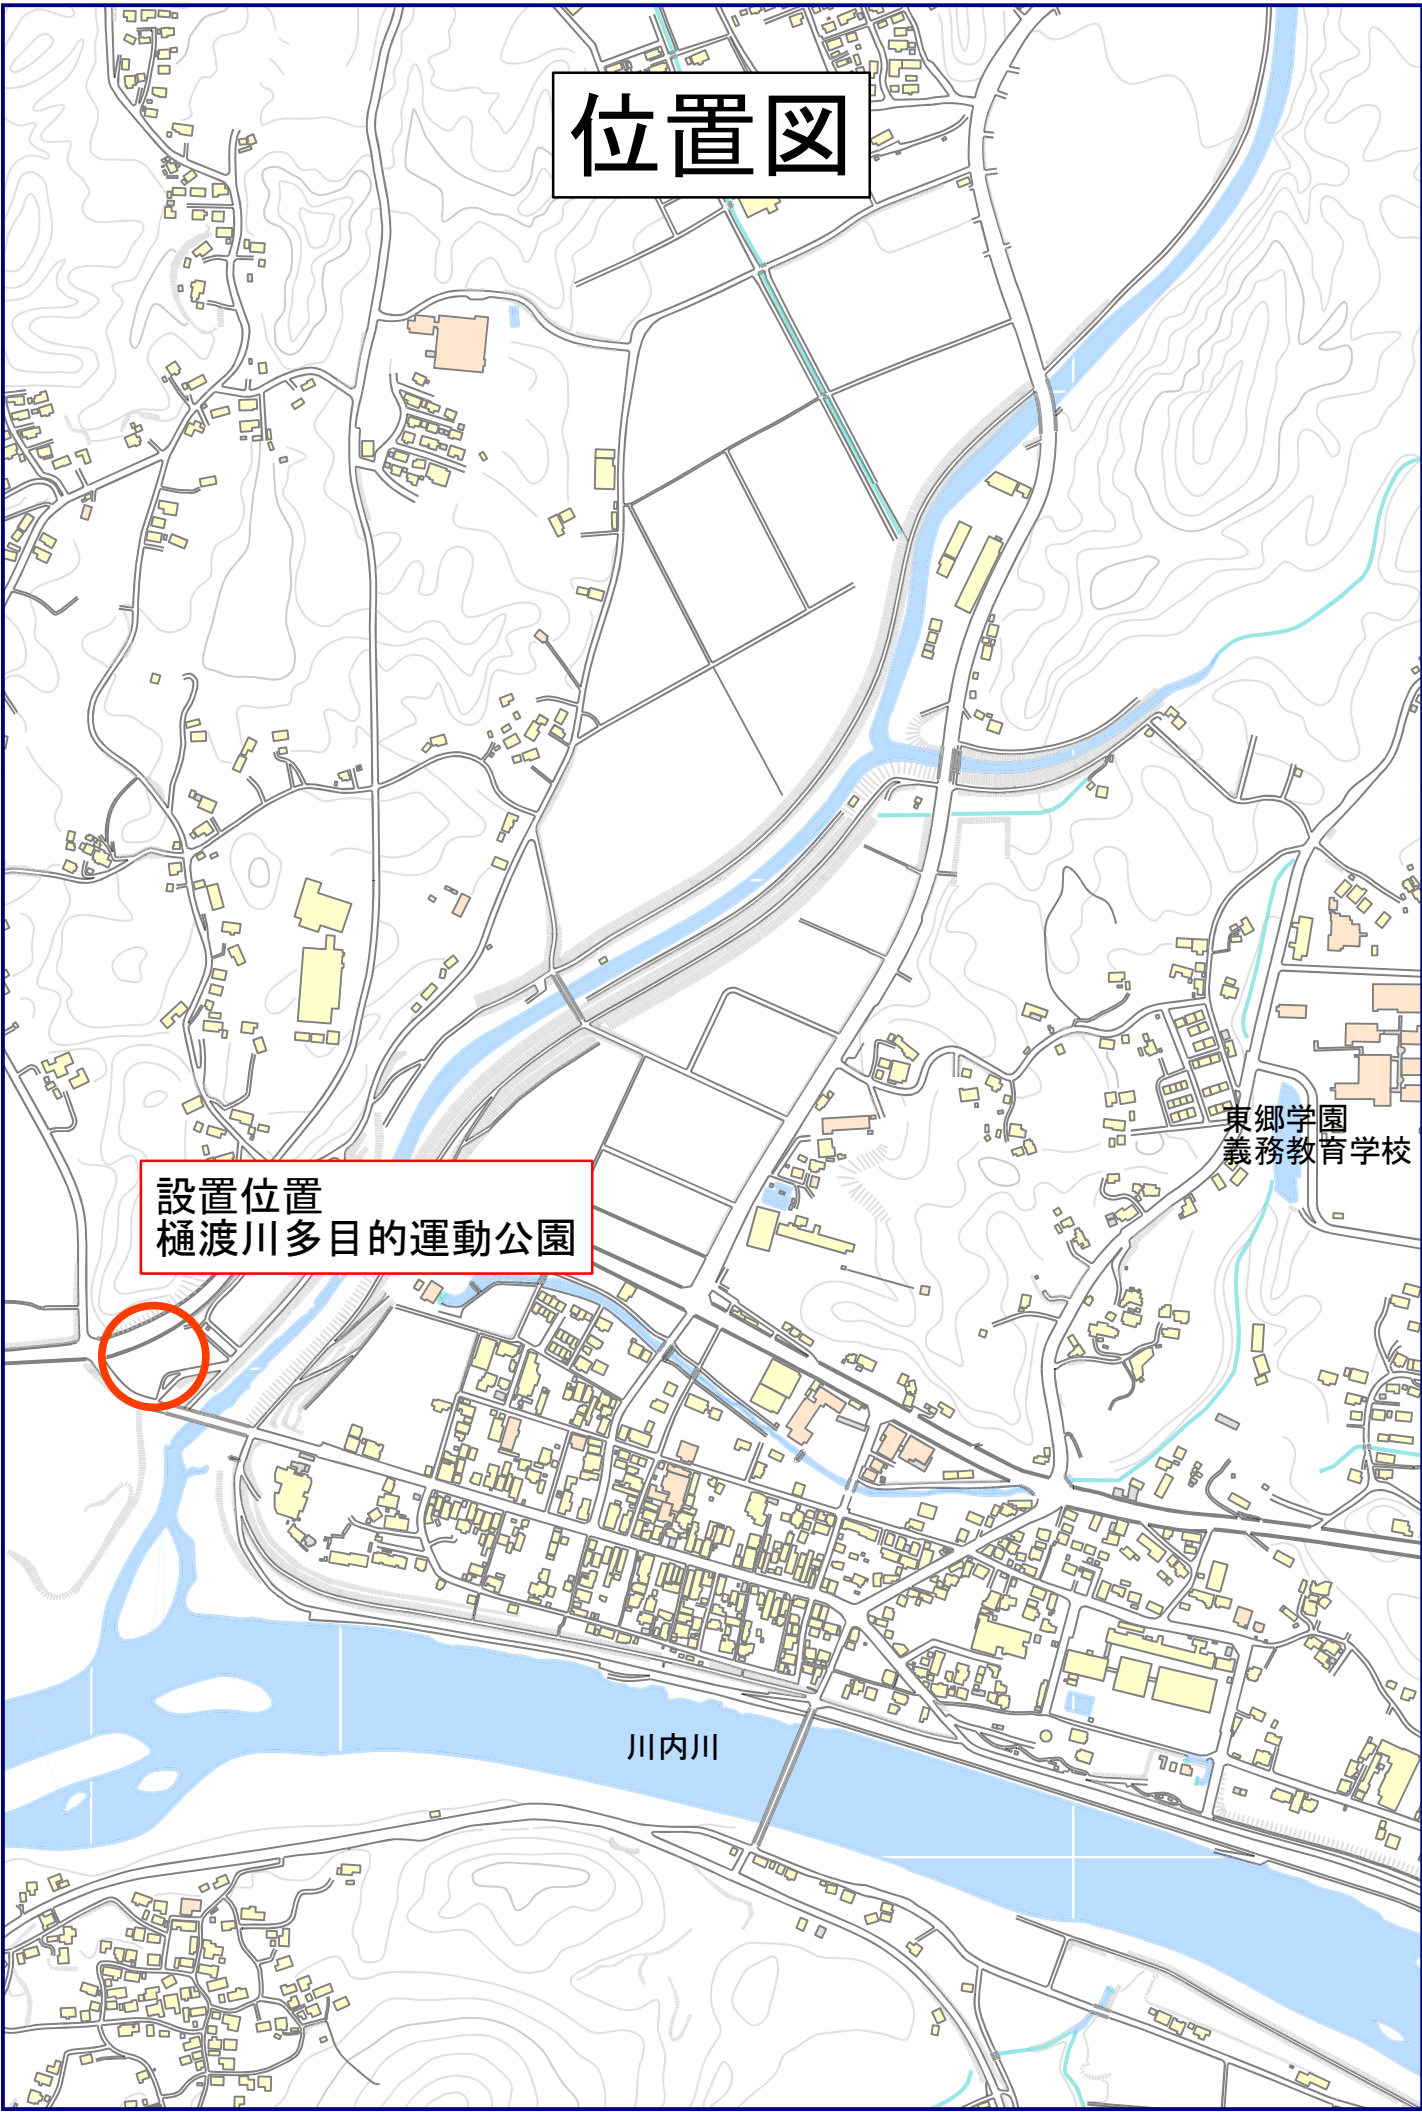 位置図
東郷学園
義務教育学校
設置位置
樋渡川多目的運動公園
川内川